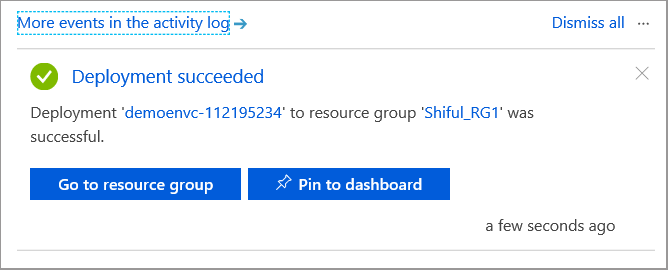 More events in the activity log →
Dismiss all ...
Deployment succeeded
Deployment 'demoenvc-112195234' to resource group 'Shiful_RG1' was
successful.
Go to resource group
Pin to dashboard
a few seconds ago